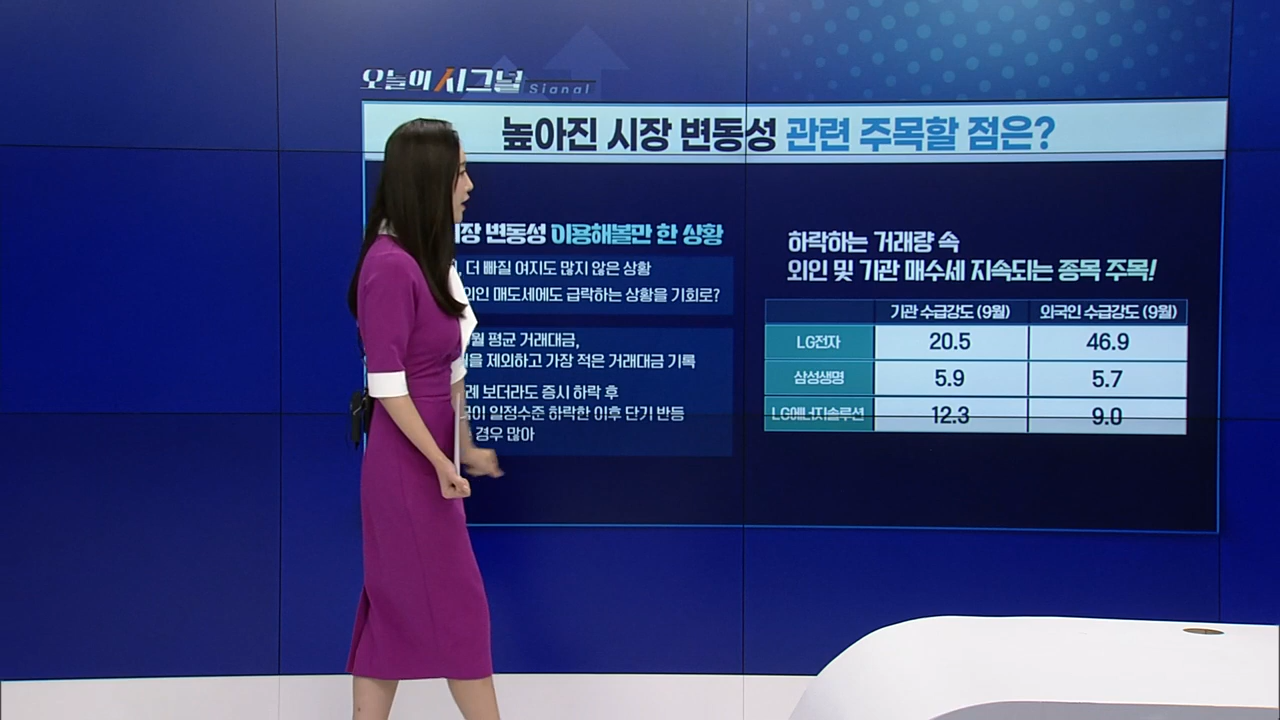 오늘의 시그널
Signal
높아진 시장 변동성 관련 주목할 점은?
변동성 이용해볼만 한 상황
더 빠질 여지도 많지 않은 상황
외인 매도세에도 급락하는 상황을 기회로?
평균 거래대금,
제외하고 가장 적은 거래대금 기록
보더라도 증시 하락 후
일정수준 하락한 이후 단기 반등
경우 많아
하락하는 거래량 속
외인 및 기관 매수세 지속되는 종목 주목!
기관 수급강도 (9월) 외국인 수급강도 (9월)
LG전자 20.5 46.9
삼성생명 5.9 5.7
LG에너지솔루션 12.3 9.0